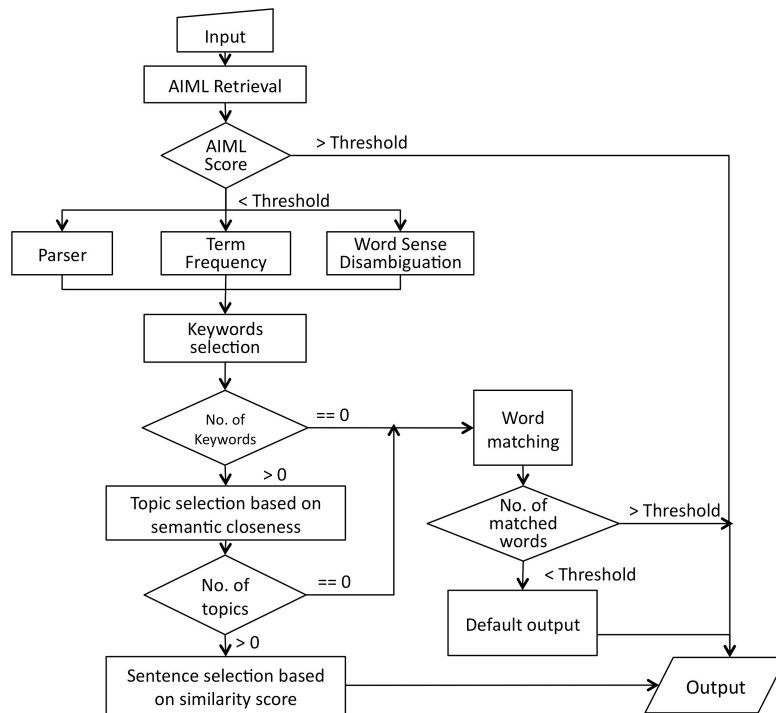 Input
AIML Retrieval
AIML
Score
> Threshold
< Threshold
Parser
Term
Frequency
Word Sense
Disambiguation
Keywords
selection
No. of
Keywords
== 0
Word
matching
> 0
Topic selection based on
semantic closeness
No. of
matched
words
> Threshold
< Threshold
No. of
topics
== 0
Default output
> 0
Sentence selection based
on similarity score
Output